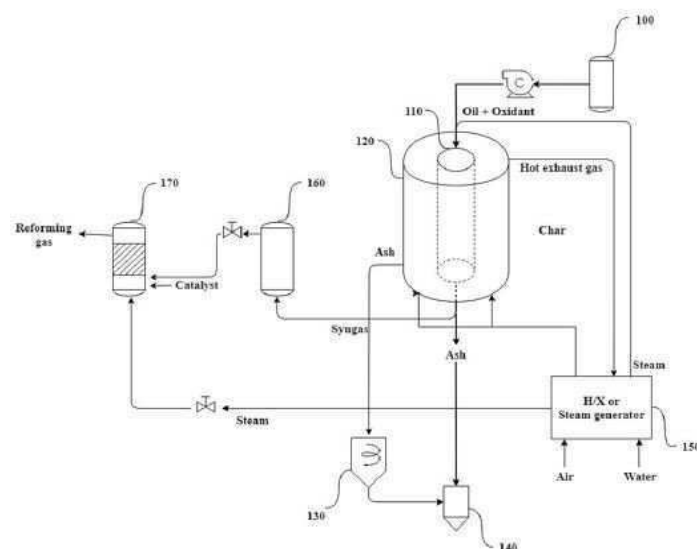 100
C
Oil + Oxidant
110
120
Hot exhaust gas
170
160
Reforming
gas
Char
Ash
Catalyst
Syngas
Ash
Steam
H/X or
Steam generator
Steam
150
Air
Water
130
140